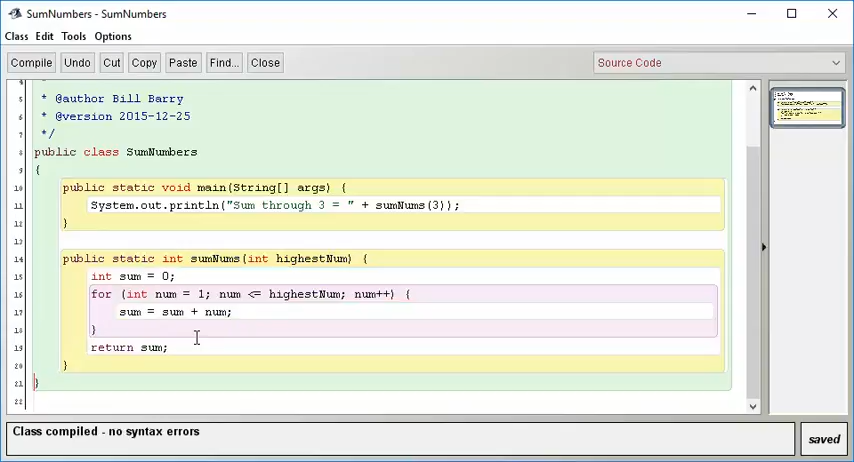 SumNumbers - SumNumbers
Class Edit Tools Options
Compile Undo Cut Copy Paste Find... Close Source Code
4 *
5 * @author Bill Barry
6 * @version 2015-12-25
7 */
8 public class SumNumbers
9 {
10 public static void main(String[] args) {
11 System.out.println("Sum through 3 = " + sumNums(3));
12 }
13
14 public static int sumNums(int highestNum) {
15 int sum = 0;
16 for (int num = 1; num <= highestNum; num++) {
17 sum = sum + num;
18 }
19 return sum;
20 }
21 }
22
Class compiled - no syntax errors
saved